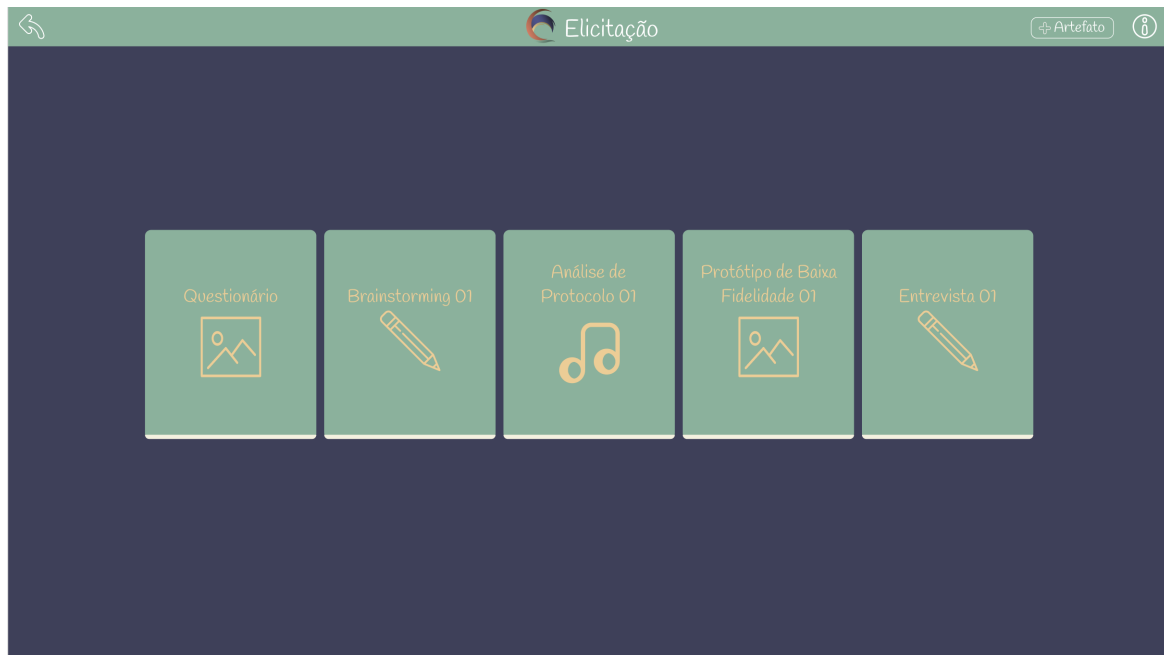 Elicitação
Artefato
Questionário
Brainstorming 01
Análise de
Protocolo 01
Protótipo de Baixa
Fidelidade 01
Entrevista 01